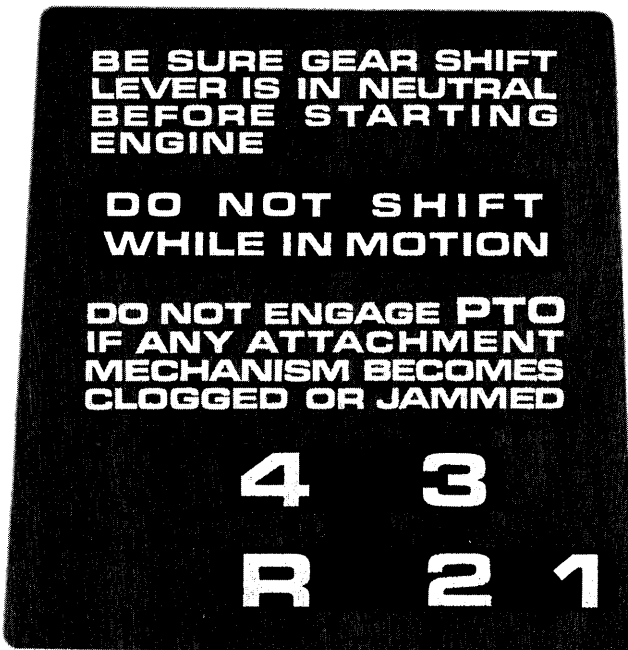 BE SURE GEAR SHIFT
LEVER IS IN NEUTRAL
BEFORE STARTING
ENGINE
DO NOT SHIFT
WHILE IN MOTION
DO NOT ENGAGE PTO
IF ANY ATTACHMENT
MECHANISM BECOMES
CLOGGED OR JAMMED
4 3
R 2 1